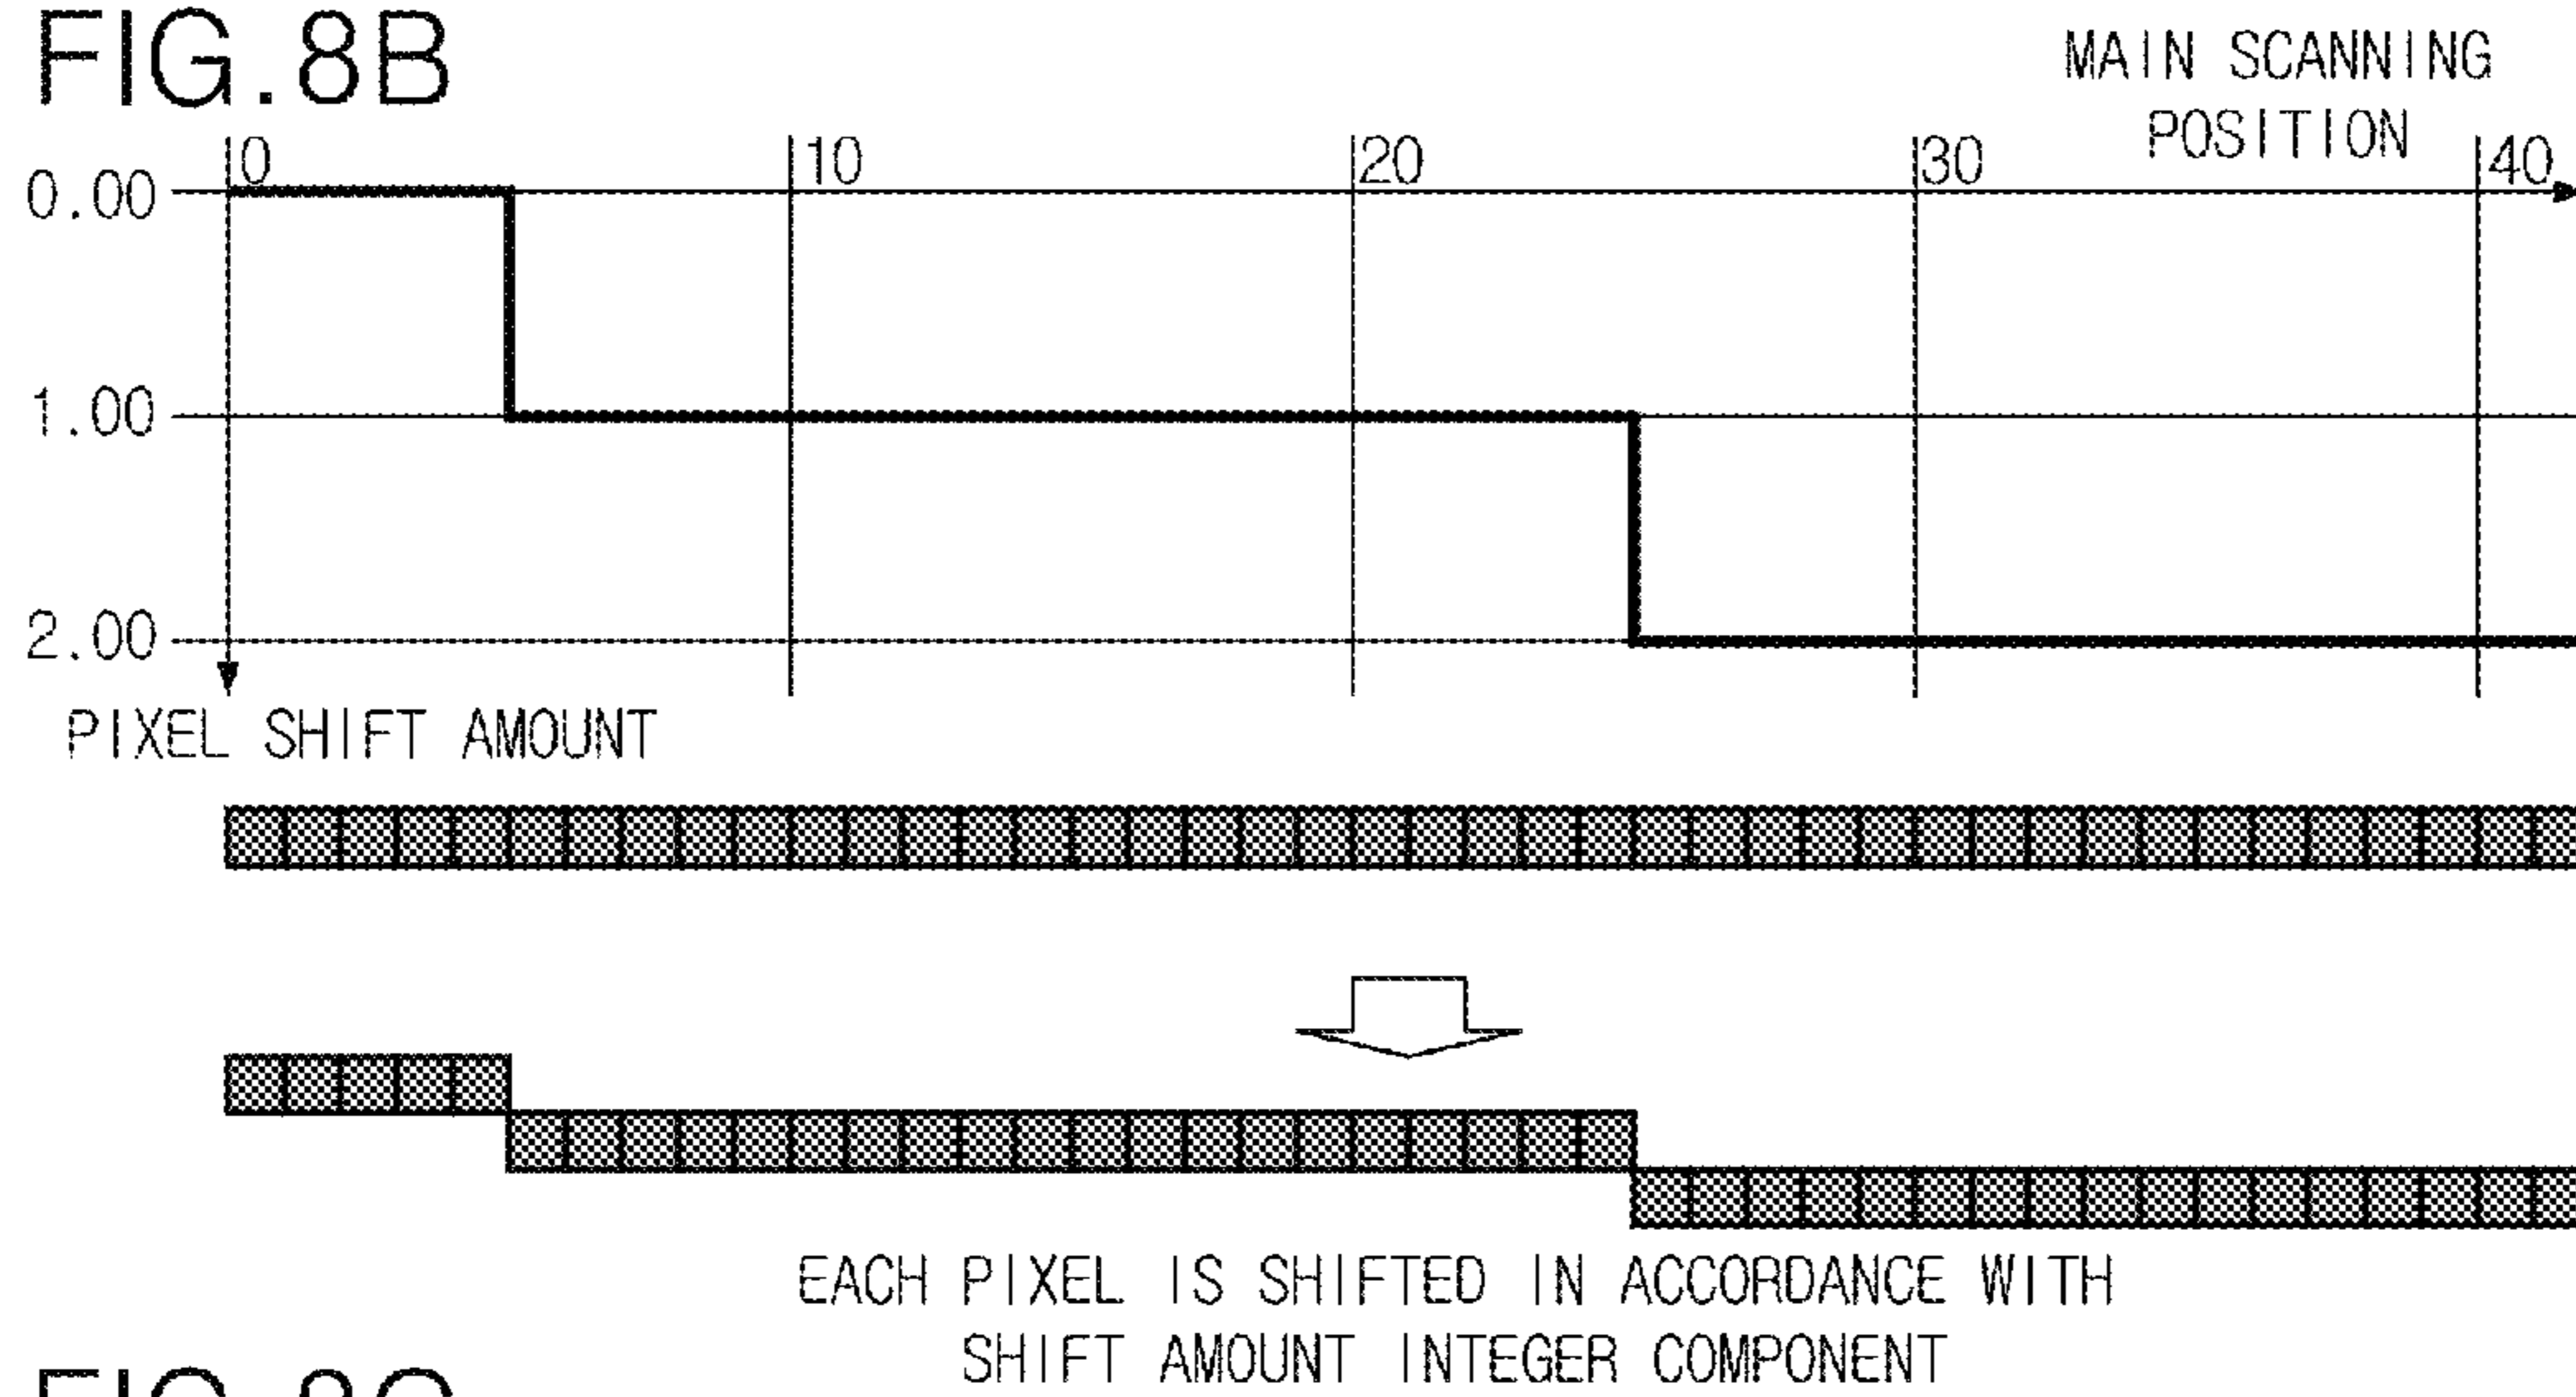 FIG.8B
MAIN SCANNING
POSITION
0 10 20 30 40
0.00
1.00
2.00
PIXEL SHIFT AMOUNT
EACH PIXEL IS SHIFTED IN ACCORDANCE WITH
SHIFT AMOUNT INTEGER COMPONENT